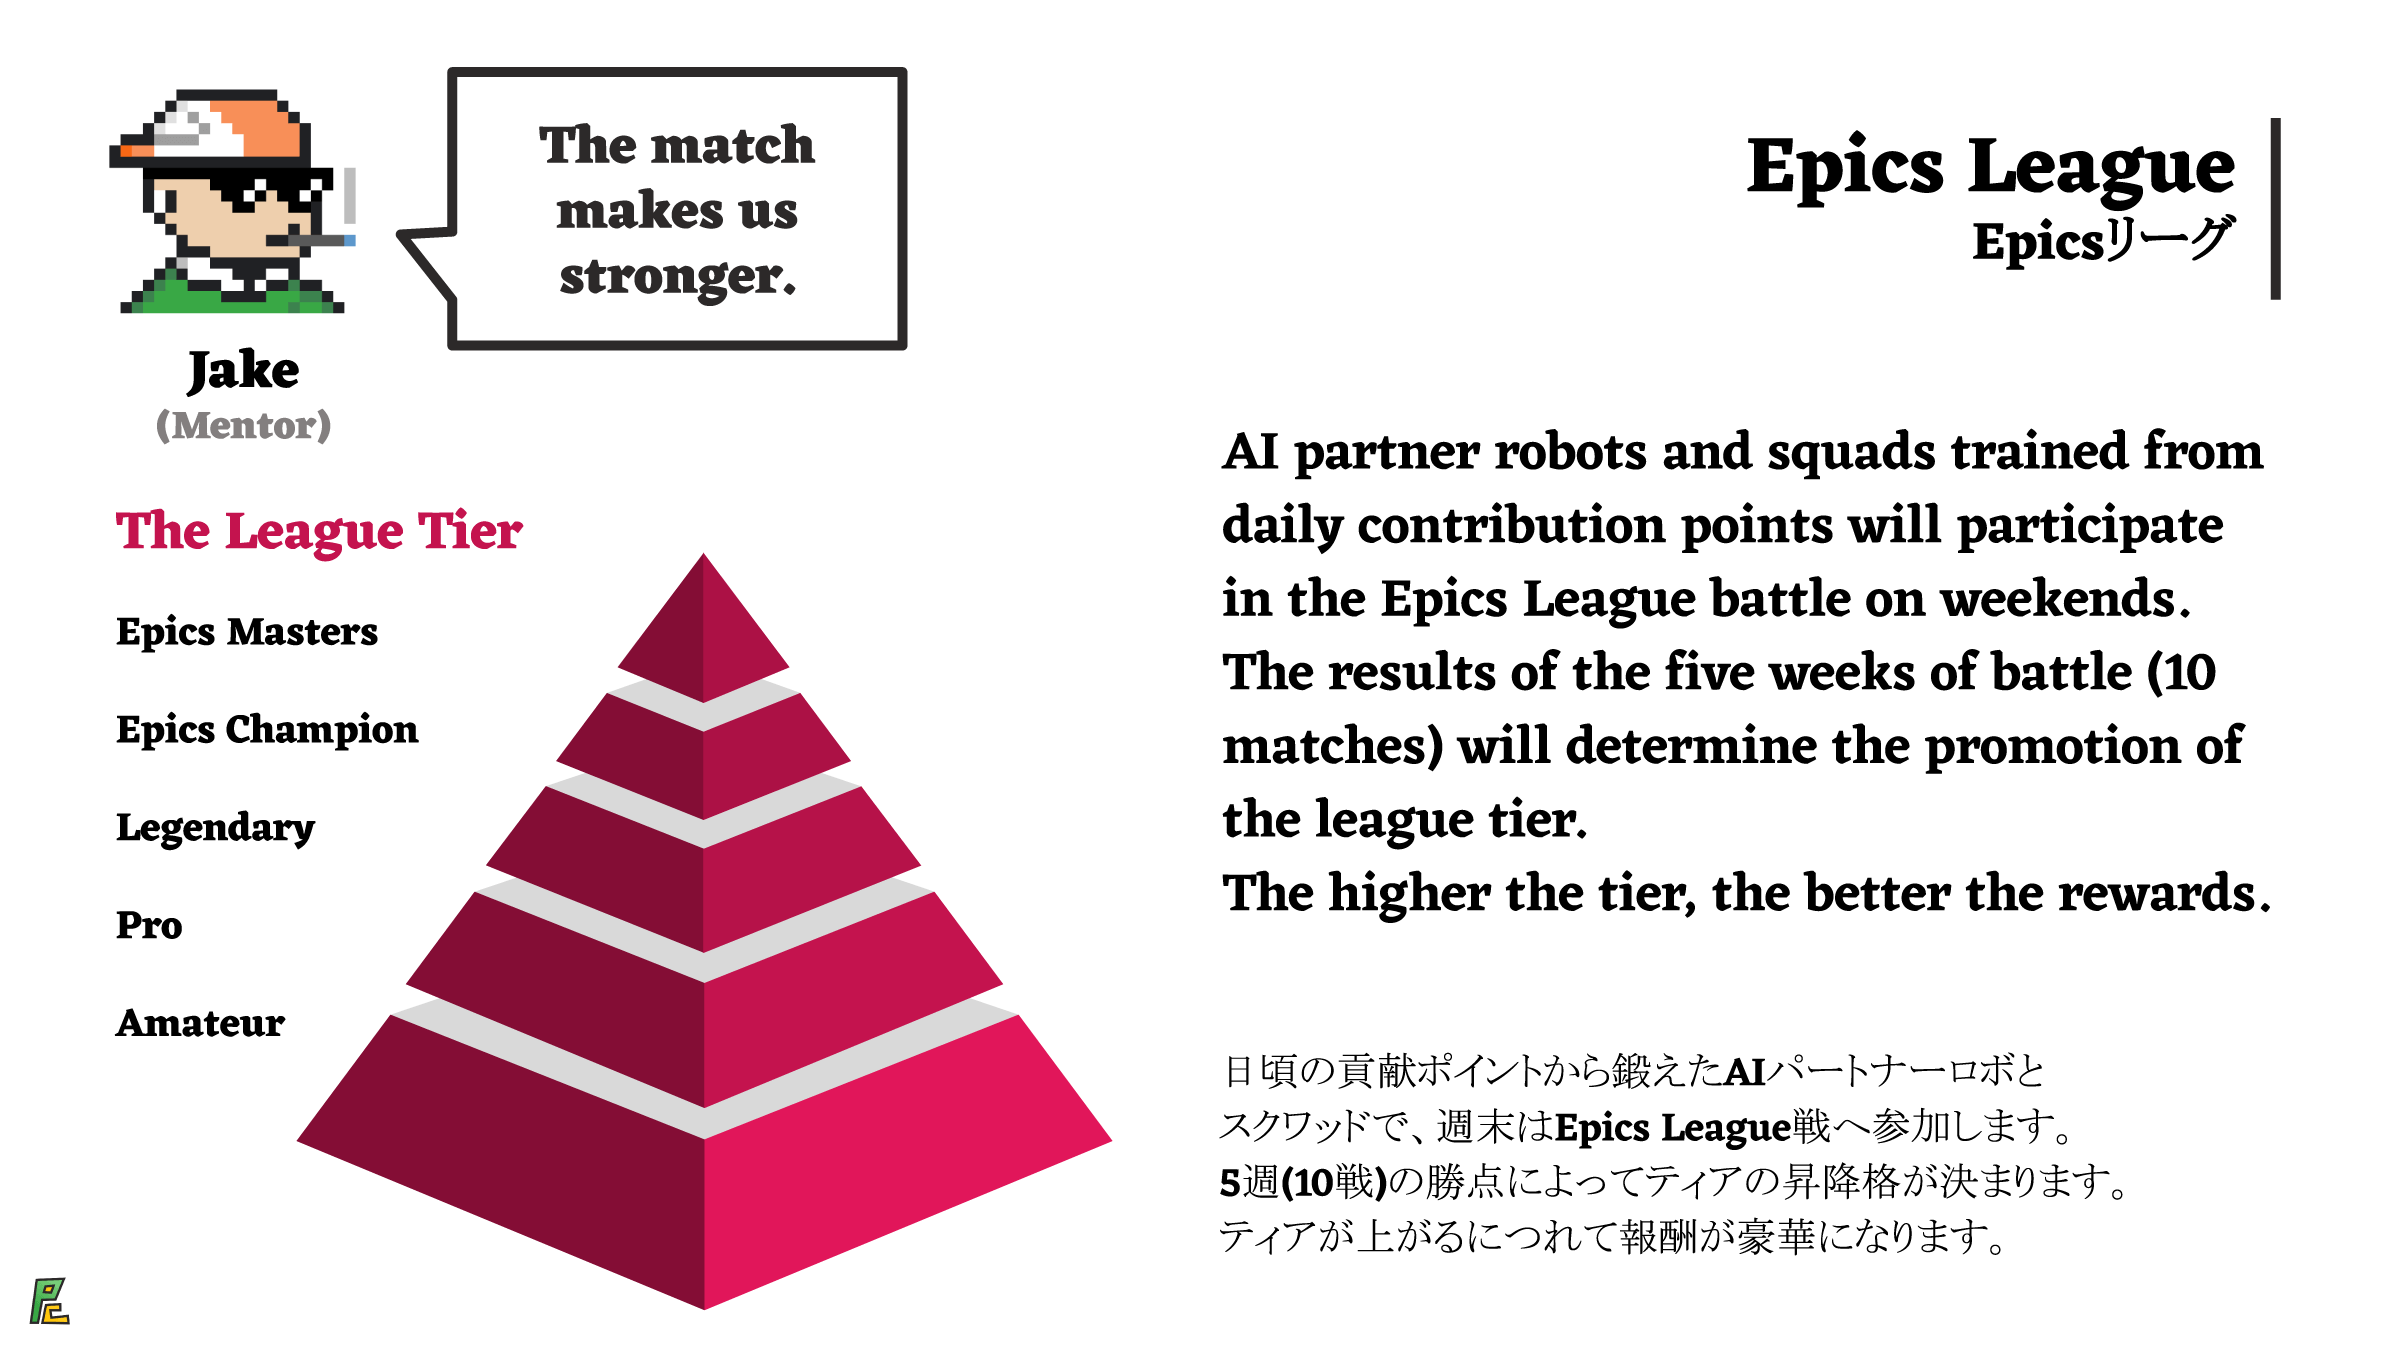 The match
makes us
stronger.
Jake
(Mentor)
Epics League
Epicsリーグ
The League Tier
Epics Masters
Epics Champion
Legendary
Pro
Amateur
AI partner robots and squads trained from
daily contribution points will participate
in the Epics League battle on weekends.
The results of the five weeks of battle (10
matches) will determine the promotion of
the league tier.
The higher the tier, the better the rewards.
日頃の貢献ポイントから鍛えたAIパートナーロボと
スクワッドで、週末はEpics League戦へ参加します。
5週(10戦)の勝点によってティアの昇降格が決まります。
ティアが上がるにつれて報酬が豪華になります。
PE